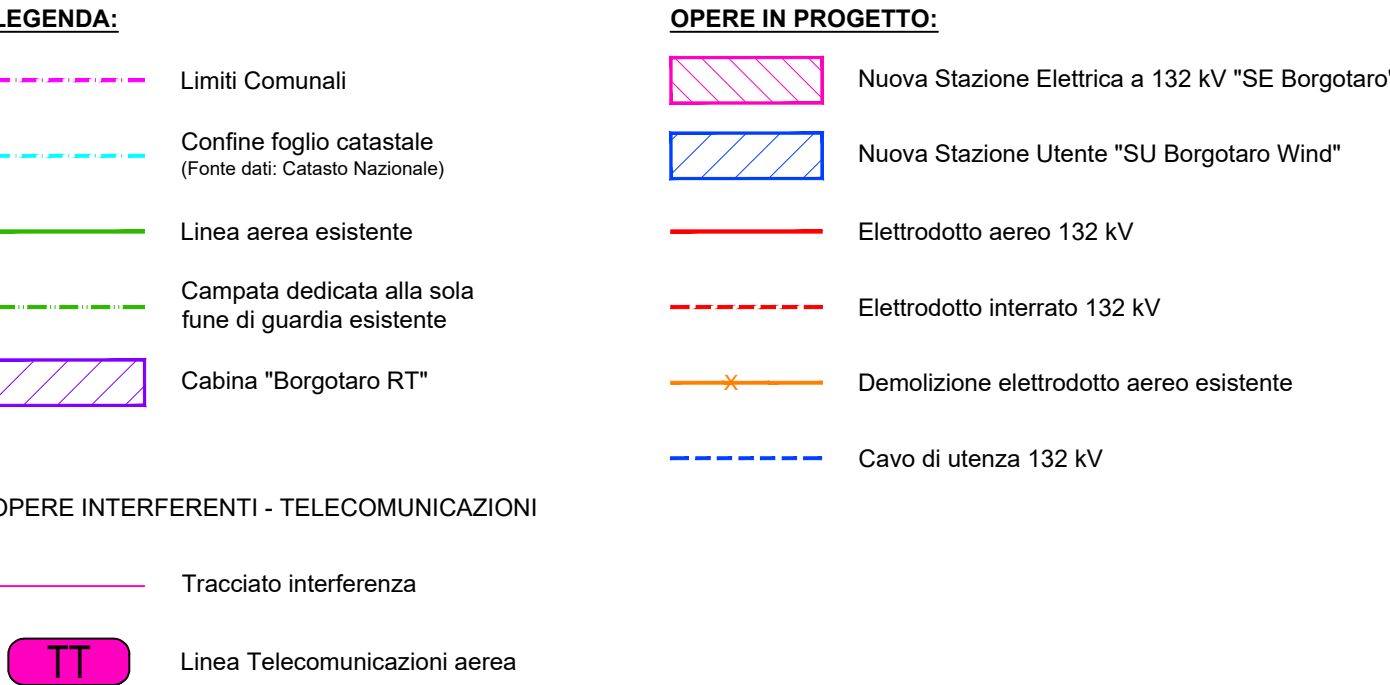 LEGENDA:
Limiti Comunali
Confine foglio catastale
(Fonte dati: Catasto Nazionale)
Linea aerea esistente
Campata dedicata alla sola
fune di guardia esistente
Cabina "Borgotaro RT"
OPERE INTERFERENTI - TELECOMUNICAZIONI
Tracciato interferenza
TT
Linea Telecomunicazioni aerea
OPERE IN PROGETTO:
Nuova Stazione Elettrica a 132 kV "SE Borgotaro"
Nuova Stazione Utente "SU Borgotaro Wind"
Elettrodotto aereo 132 kV
Elettrodotto interrato 132 kV
Demolizione elettrodotto aereo esistente
Cavo di utenza 132 kV